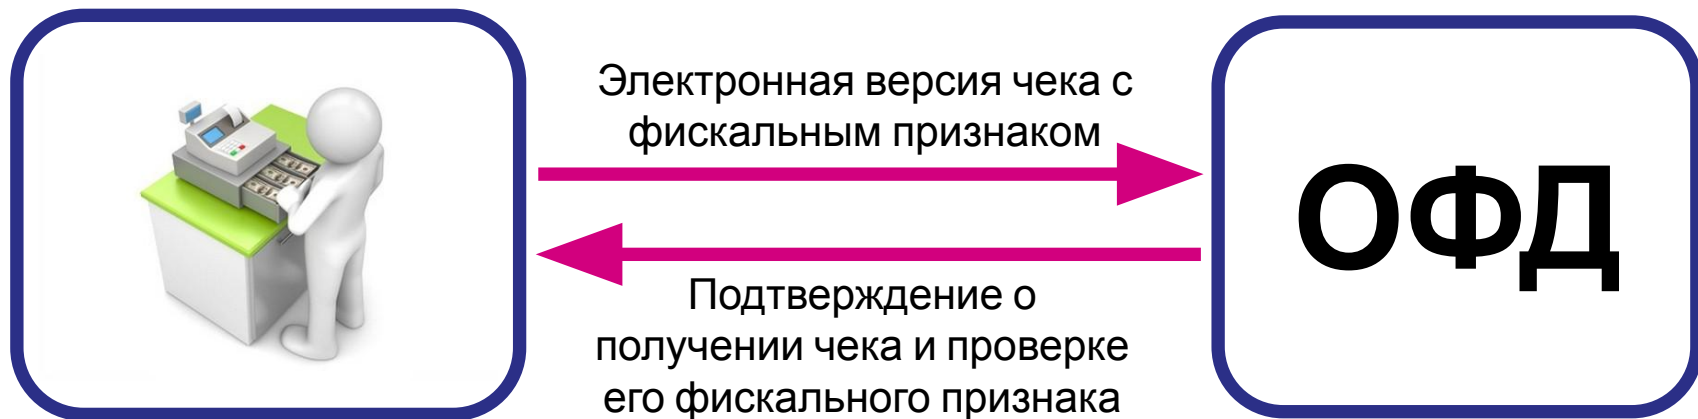 Электронная версия чека с
фискальным признаком
ОФД
Подтверждение о
получении чека и проверке
его фискального признака